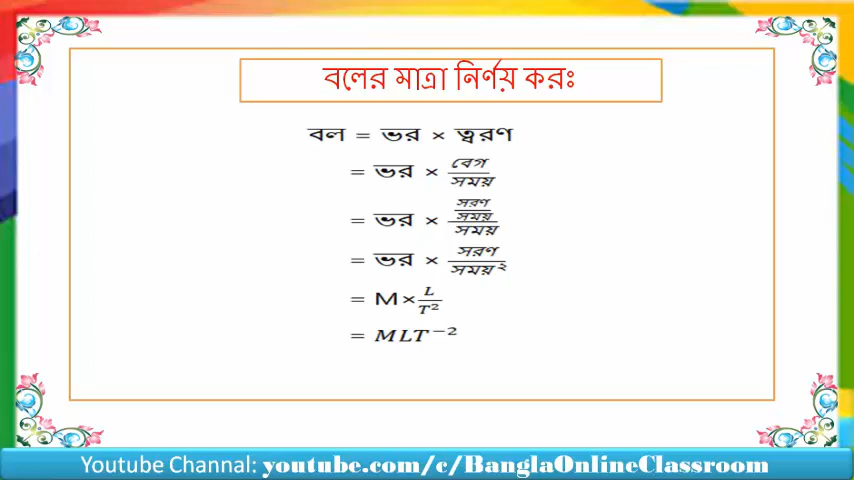 বলের মাত্রা নির্ণয় করঃ
বল = ভর × ত্বরণ
= ভর × বেগ/সময়
= ভর × (সরণ/সময়)/সময়
= ভর × সরণ/সময়²
= M× L/T²
= MLT⁻²
Youtube Channal: youtube.com/c/BanglaOnlineClassroom